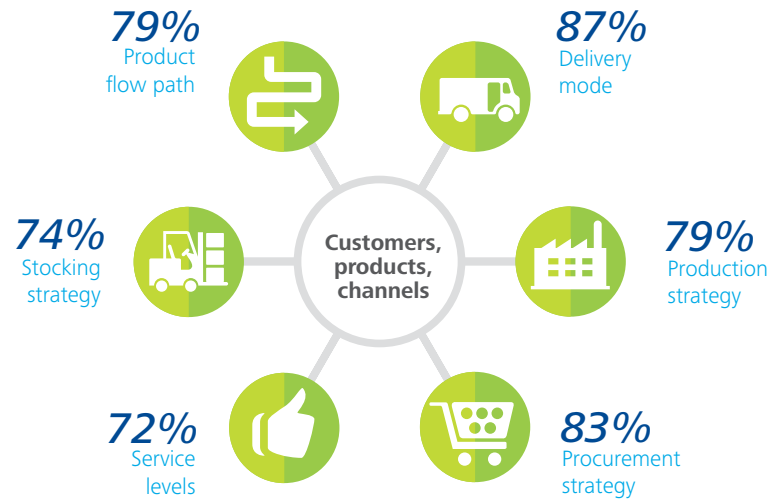 79%
Product
flow path
87%
Delivery
mode
74%
Stocking
strategy
Customers,
products,
channels
79%
Production
strategy
72%
Service
levels
83%
Procurement
strategy